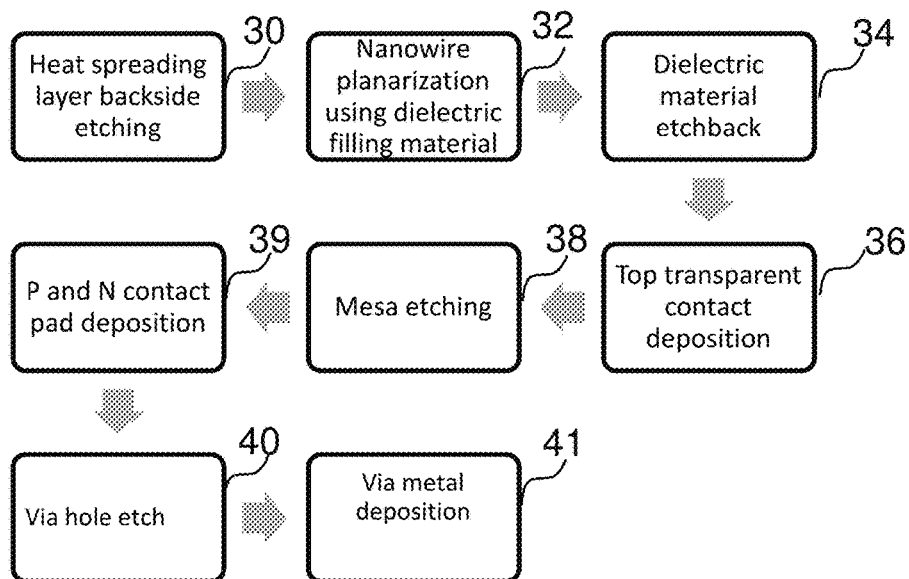 30
Heat spreading
layer backside
etching
32
Nanowire
planarization
using dielectric
filling material
34
Dielectric
material
etchback
36
Top transparent
contact
deposition
38
Mesa etching
39
P and N contact
pad deposition
40
Via hole etch
41
Via metal
deposition